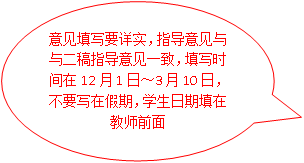 意见填写要详实，指导意见与
与二稿指导意见一致，填写时
间在 12 月 1 日～3 月 10 日，
不要写在假期，学生日期填在
教师前面